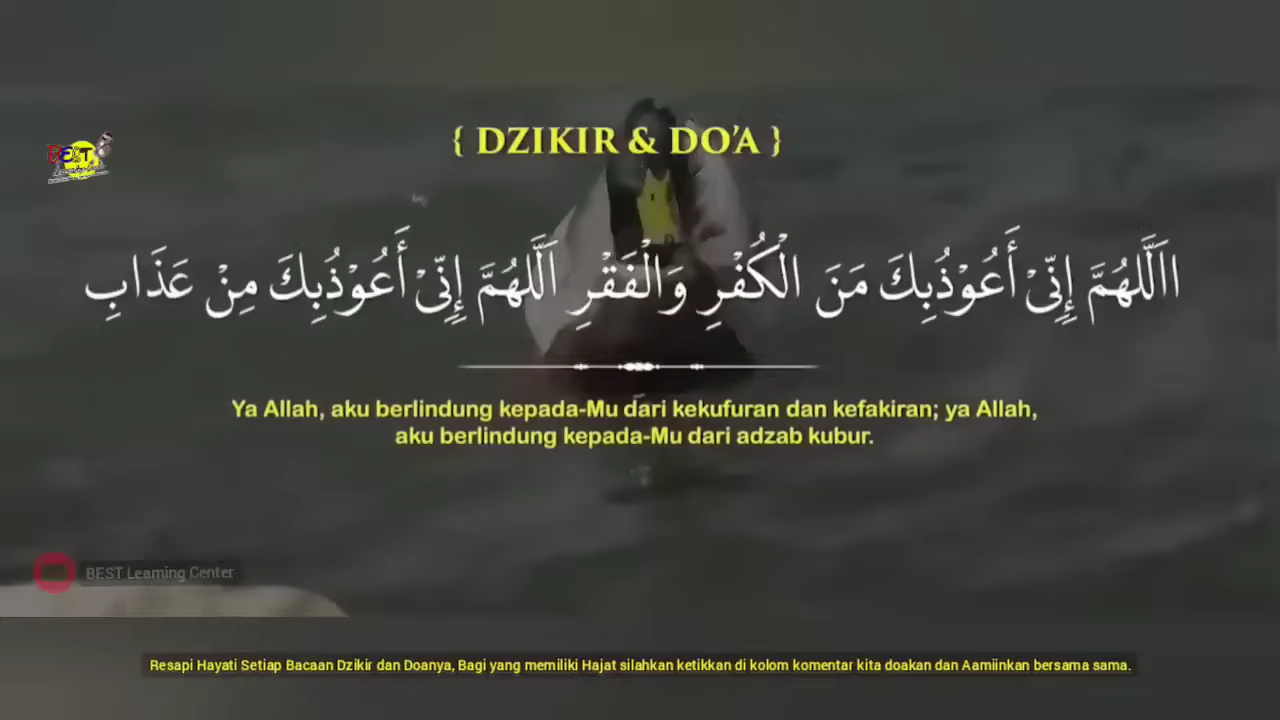 { DZIKIR & DO'A }
BEST
اَاللَّهُمَّ إِنِّىْ أَعُوْذُبِكَ مَنَ الْكُفْرِ وَالْفَقْرِ اَللَّهُمَّ إِنِّىْ أَعُوْذُبِكَ مِنْ عَذَابِ
Ya Allah, aku berlindung kepada-Mu dari kekufuran dan kefakiran; ya Allah,
aku berlindung kepada-Mu dari adzab kubur.
BEST Learning Center
Resapi Hayati Setiap Bacaan Dzikir dan Doanya, Bagi yang memiliki Hajat silahkan ketikkan di kolom komentar kita doakan dan Aamiinkan bersama sama.